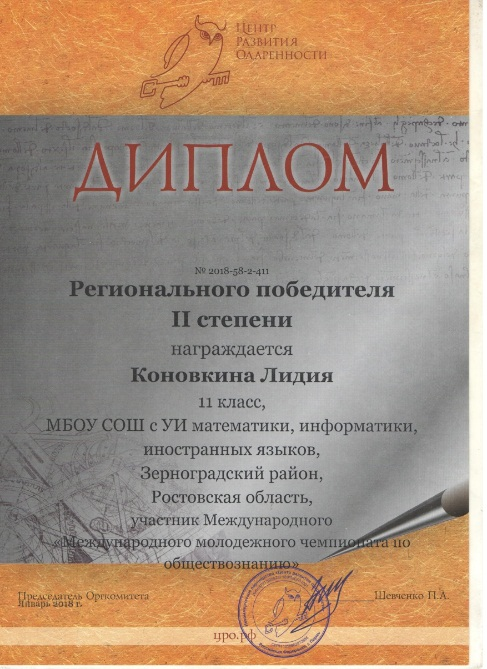 Центр
Развития
Одаренности
ДИПЛОМ
№ 2018-58-2-411
Регионального победителя
II степени
награждается
Коновкина Лидия
11 класс,
МБОУ СОШ с УИ математики, информатики,
иностранных языков,
Зерноградский район,
Ростовская область,
участник Международного
«Международного молодежного чемпионата по
обществознанию»
Председатель Оргкомитета
Шевченко П.А.
Январь 2018 г.
цро.рф